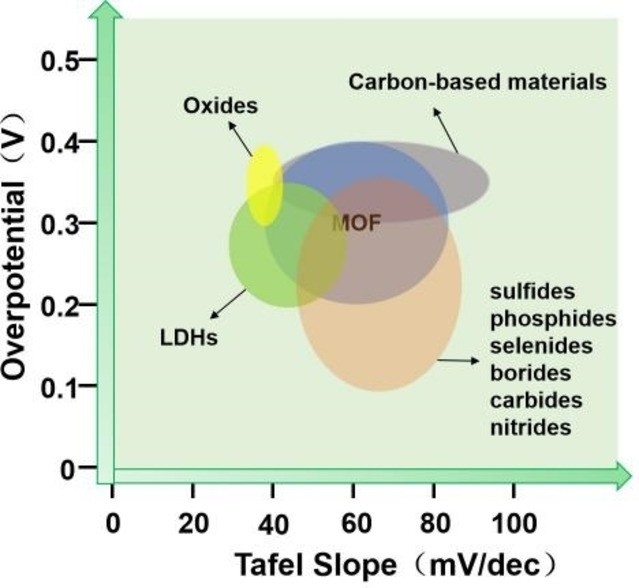 0.5
Carbon-based materials
Oxides
0.4
0.3
MOF
sulfides
0.2
phosphides
LDHs
selenides
borides
0.1
carbides
nitrides
0
Overpotential（V）
0 20 40 60 80 100
Tafel Slope（mV/dec）